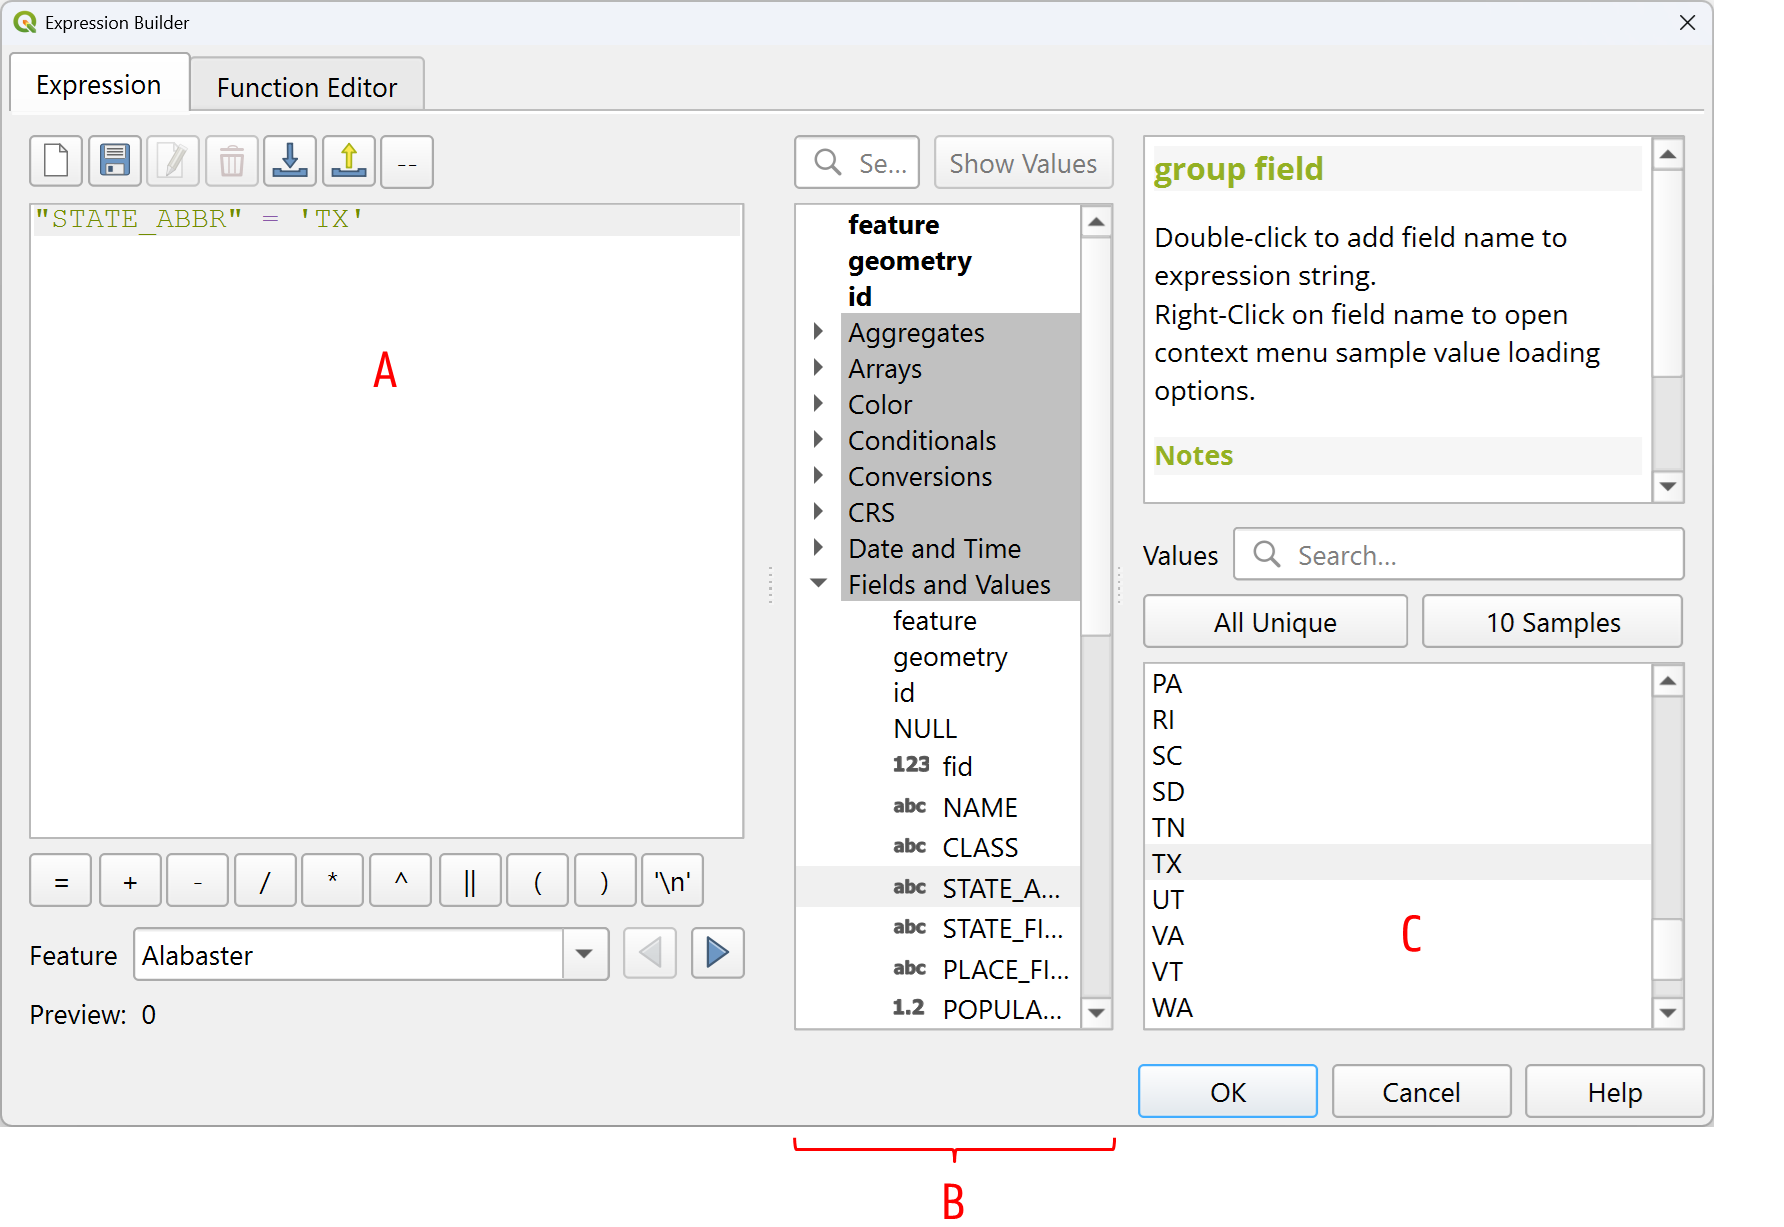 Expression Builder
Expression
Function Editor
--
Se...
Show Values
"STATE_ABBR" = 'TX'
A
= + - / * ^ || ( ) '\n'
Feature Alabaster
Preview: 0
feature
geometry
id
Aggregates
Arrays
Color
Conditionals
Conversions
CRS
Date and Time
Fields and Values
feature
geometry
id
NULL
123 fid
abc NAME
abc CLASS
abc STATE_A...
abc STATE_FI...
abc PLACE_FI...
1.2 POPULA...
group field
Double-click to add field name to
expression string.
Right-Click on field name to open
context menu sample value loading
options.
Notes
Values Search...
All Unique
10 Samples
PA
RI
SC
SD
TN
TX
UT
VA
VT
WA
C
OK
Cancel
Help
B